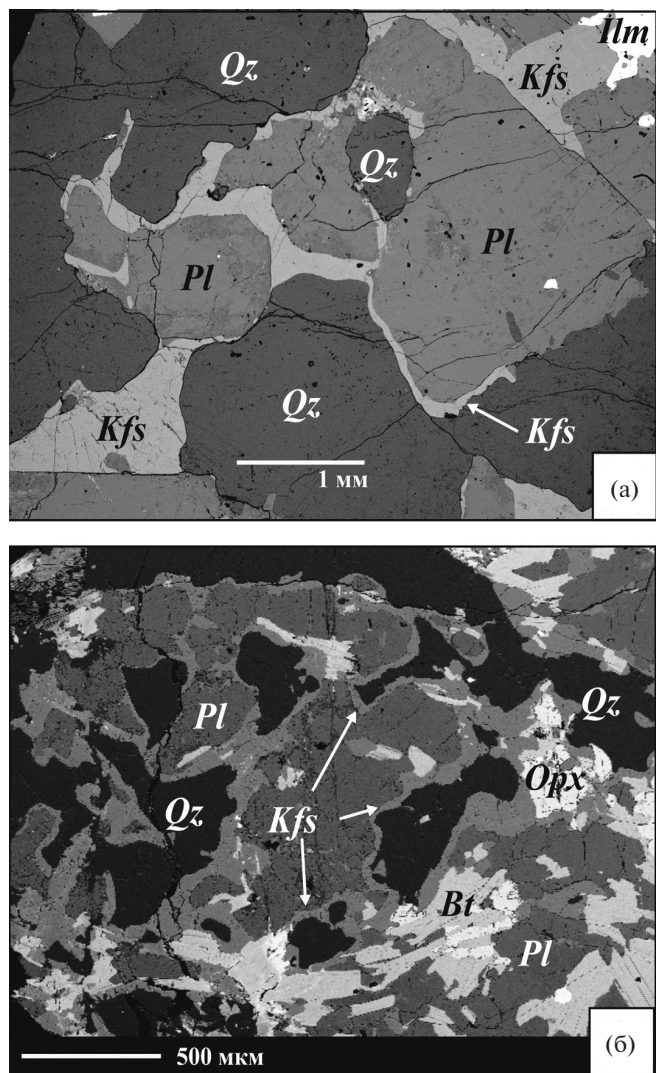 Ilm
Qz
Kfs
Qz
Pl
Pl
Qz
Kfs
Kfs
1 мм
(а)
Pl
Qz
Opx
Qz
Kfs
Bt
Pl
500 мкм
(б)